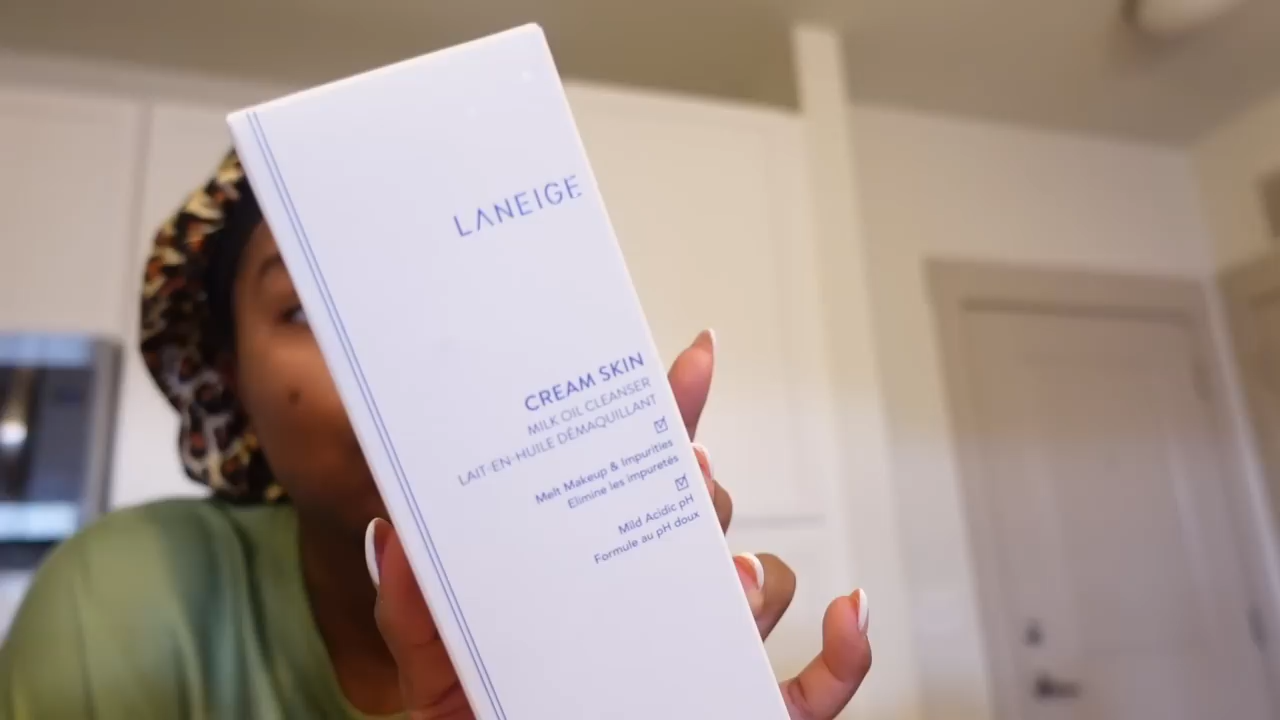 LANEIGE
CREAM SKIN
MILK OIL CLEANSER
LAIT-EN-HUILE DÉMAQUILLANT
Melt Makeup & Impurities
Elimine les impuretés
Mild Acidic pH
Formule au pH doux